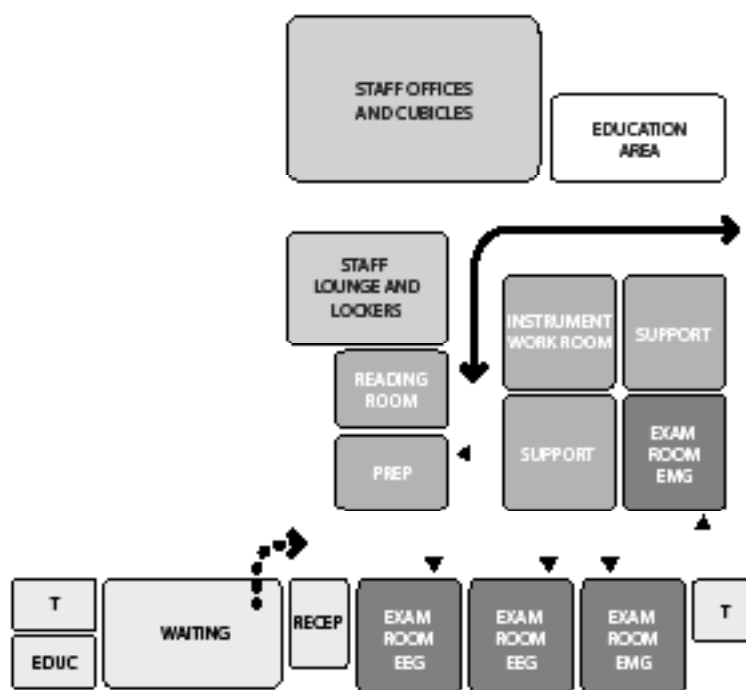 STAFF OFFICES
AND CUBICLES
EDUCATION
AREA
STAFF
LOUNGE AND
LOCKERS
INSTRUMENT
WORK ROOM
SUPPORT
READING
ROOM
PREP
SUPPORT
EXAM
ROOM
EMG
T
EDUC
WAITING
RECEP
EXAM
ROOM
EEG
EXAM
ROOM
EEG
EXAM
ROOM
EMG
T